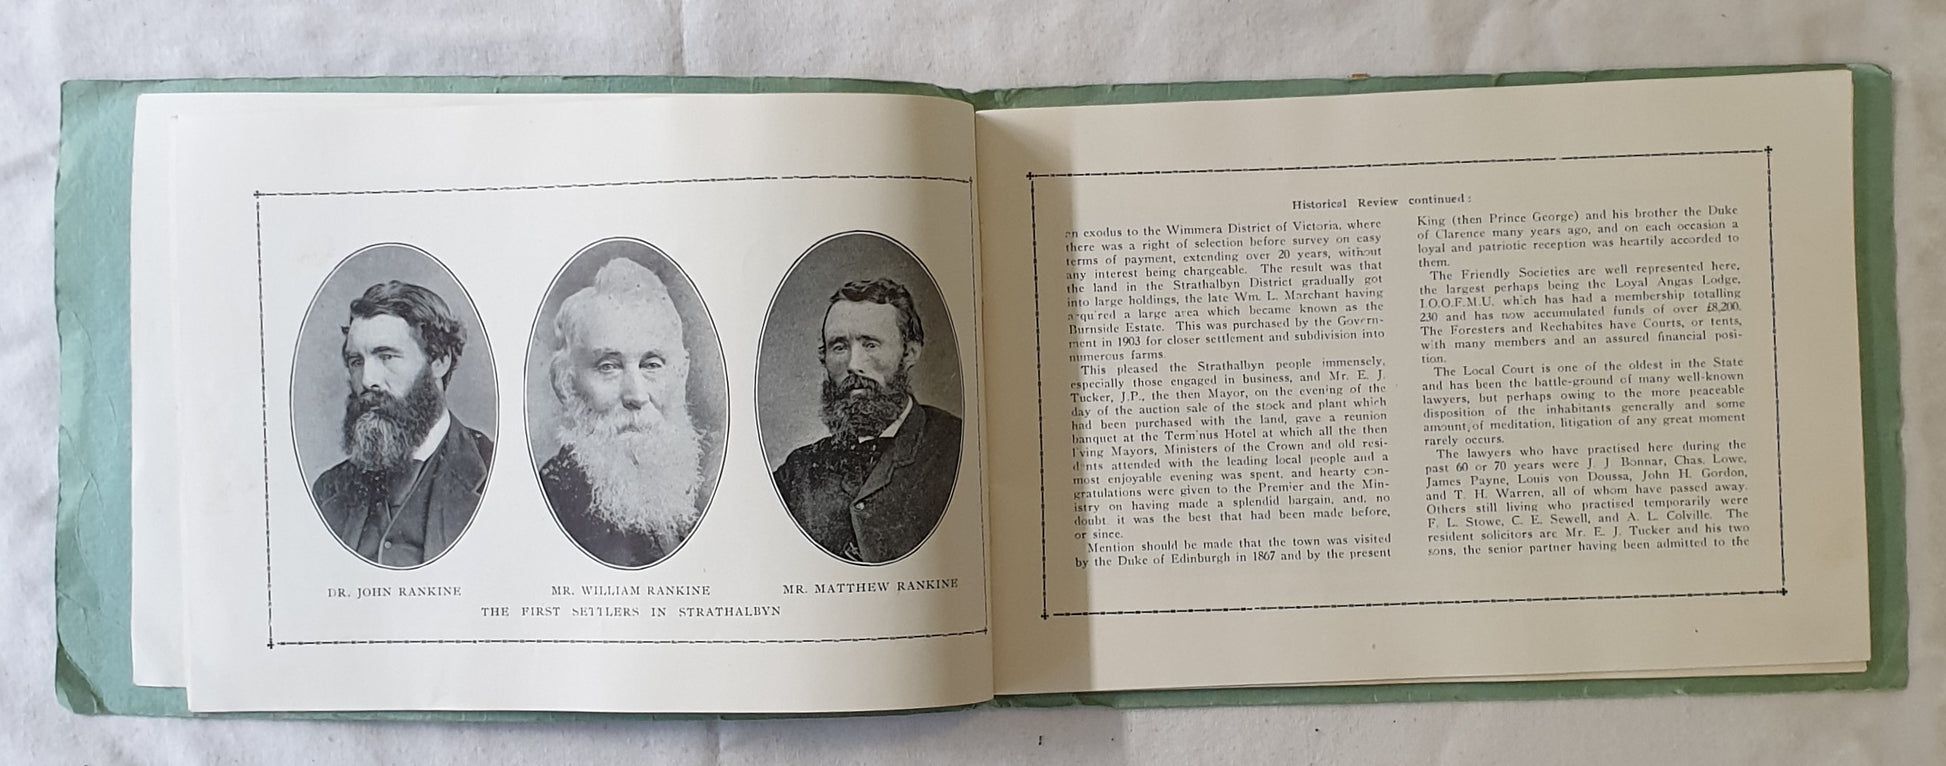 DR. JOHN RANKINE
MR. WILLIAM RANKINE
MR. MATTHEW RANKINE
THE FIRST SETTLERS IN STRATHALBYN
Historical Review continued:
an exodus to the Wimmera District of Victoria, where
there was a right of selection before survey on easy
terms of payment, extending over 20 years, without
any interest being chargeable. The result was that
the land in the Strathalbyn District gradually got
into large holdings, the late Wm. L. Marchant having
acquired a large area which became known as the
Burnside Estate. This was purchased by the Govern-
ment in 1903 for closer settlement and subdivision into
numerous farms.
This pleased the Strathalbyn people immensely,
especially those engaged in business, and Mr. E. J.
Tucker, J.P., the then Mayor, on the evening of the
day of the auction sale of the stock and plant which
had been purchased with the land, gave a reunion
banquet at the Terminus Hotel at which all the then
living Mayors, Ministers of the Crown and old resi-
dents attended with the leading local people and a
most enjoyable evening was spent, and hearty con-
gratulations were given to the Premier and the Min-
istry on having made a splendid bargain, and, no
doubt it was the best that had been made before,
or since.
Mention should be made that the town was visited
by the Duke of Edinburgh in 1867 and by the present
King (then Prince George) and his brother the Duke
of Clarence many years ago, and on each occasion a
loyal and patriotic reception was heartily accorded to
them.
The Friendly Societies are well represented here,
the largest perhaps being the Loyal Angas Lodge,
I.O.O.F.M.U. which has had a membership totalling
230 and has now accumulated funds of over £8,200.
The Foresters and Rechabites have Courts, or tents,
with many members and an assured financial posi-
tion.
The Local Court is one of the oldest in the State
and has been the battle-ground of many well-known
lawyers, but perhaps owing to the more peaceable
disposition of the inhabitants generally and some
amount of meditation, litigation of any great moment
rarely occurs.
The lawyers who have practised here during the
past 60 or 70 years were J. J Bonnar, Chas. Lowe,
James Payne, Louis von Doussa, John H. Gordon,
and T. H. Warren, all of whom have passed away.
Others still living who practised temporarily were
F. L. Stowe, C. E. Sewell, and A. L. Colville. The
resident solicitors are Mr. E. J. Tucker and his two
sons, the senior partner having been admitted to the